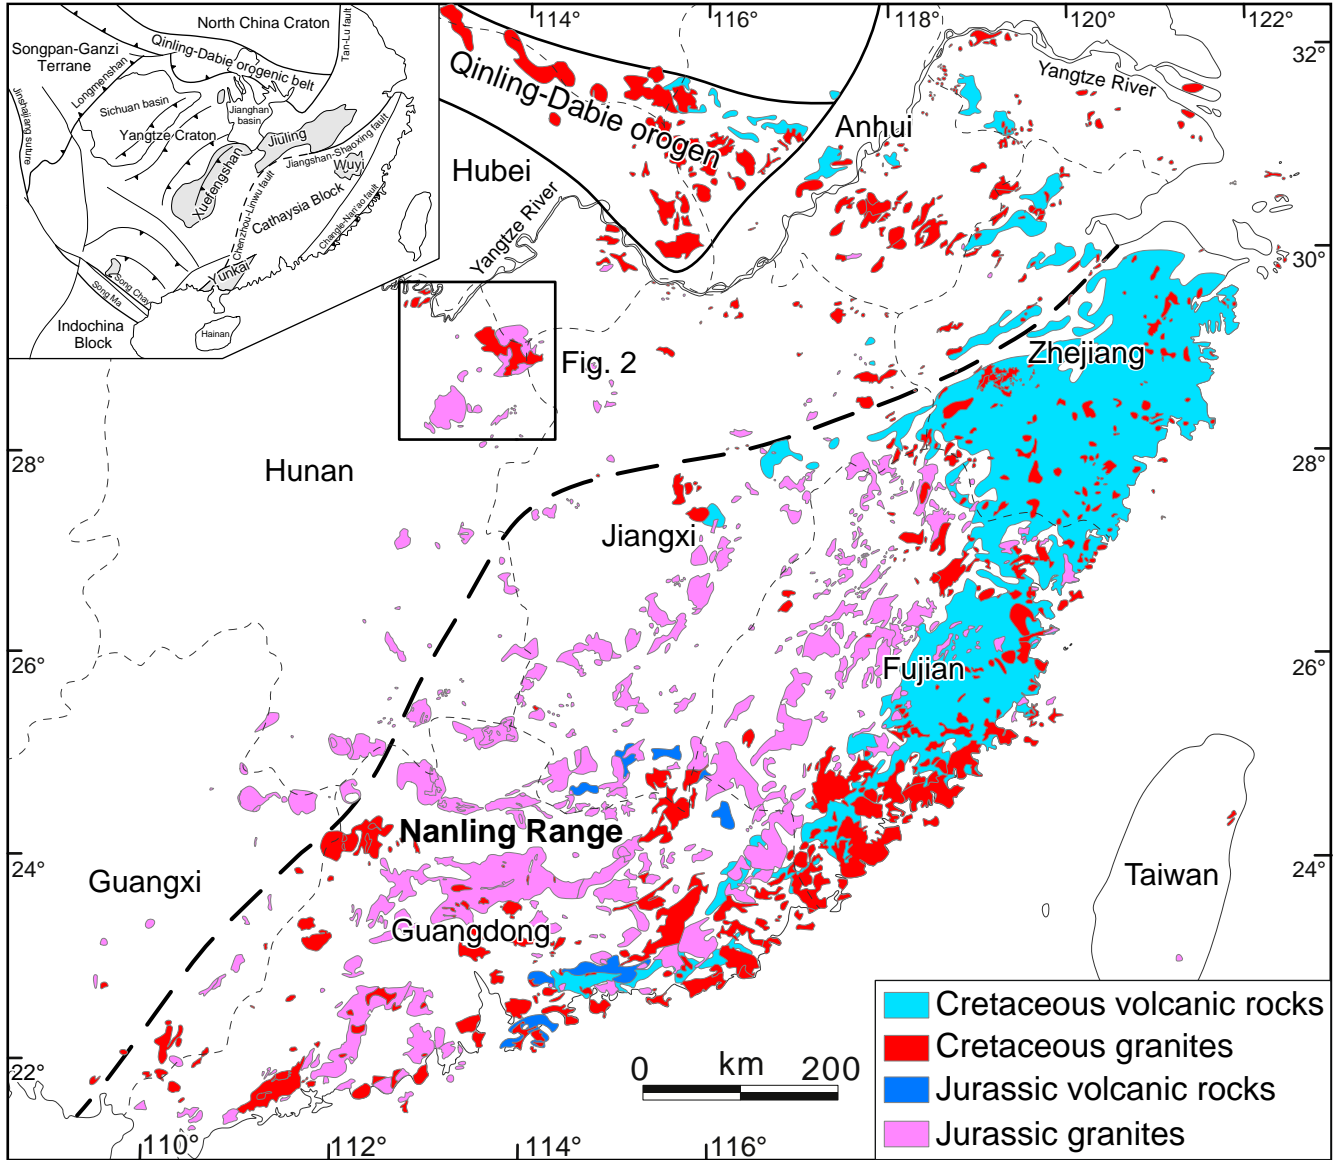 114°
116°
118°
120°
122°
North China Craton
Tan-Lu fault
Songpan-Ganzi
Terrane
Qinling-Dabie orogenic belt
Longmenshan
Sichuan basin
Jianghan
basin
Yangtze Craton
Jiuling
Jiangshan-Shaoxing fault
Wuyi
Xuefengshan
Chenzhou-Linwu fault
Cathaysia Block
Changle-Nan'ao fault
Yunkai
Song Chay
Song Ma
Indochina
Block
Hainan
32°
Yangtze River
Qinling-Dabie orogen
Anhui
Hubei
Yangtze River
30°
Zhejiang
Fig. 2
28°
28°
Hunan
Jiangxi
26°
26°
Fujian
Nanling Range
24°
24°
Guangxi
Taiwan
Guangdong
22°
0 km 200
Cretaceous volcanic rocks
Cretaceous granites
Jurassic volcanic rocks
Jurassic granites
110°
112°
114°
116°